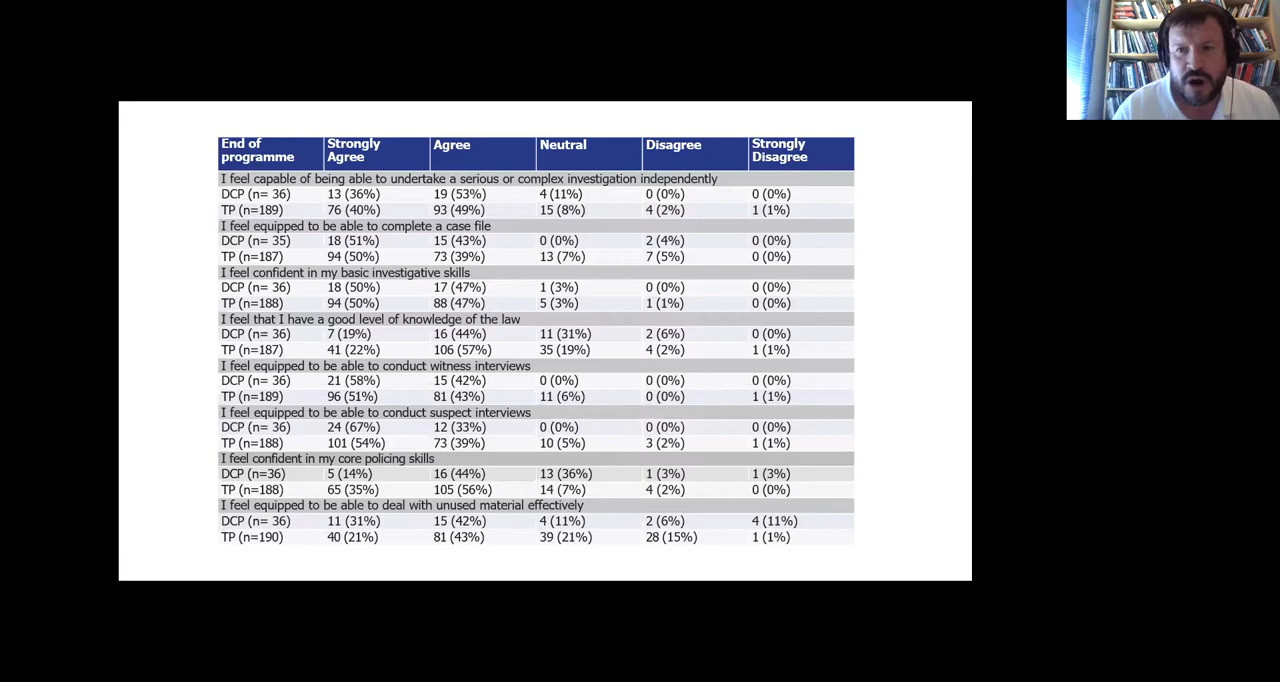 End of programme Strongly Agree Agree Neutral Disagree Strongly Disagree
I feel capable of being able to undertake a serious or complex investigation independently
DCP (n= 36) 13 (36%) 19 (53%) 4 (11%) 0 (0%) 0 (0%)
TP (n=189) 76 (40%) 93 (49%) 15 (8%) 4 (2%) 1 (1%)
I feel equipped to be able to complete a case file
DCP (n= 35) 18 (51%) 15 (43%) 0 (0%) 2 (4%) 0 (0%)
TP (n=187) 94 (50%) 73 (39%) 13 (7%) 7 (5%) 0 (0%)
I feel confident in my basic investigative skills
DCP (n= 36) 18 (50%) 17 (47%) 1 (3%) 0 (0%) 0 (0%)
TP (n=188) 94 (50%) 88 (47%) 5 (3%) 1 (1%) 0 (0%)
I feel that I have a good level of knowledge of the law
DCP (n= 36) 7 (19%) 16 (44%) 11 (31%) 2 (6%) 0 (0%)
TP (n=187) 41 (22%) 106 (57%) 35 (19%) 4 (2%) 1 (1%)
I feel equipped to be able to conduct witness interviews
DCP (n= 36) 21 (58%) 15 (42%) 0 (0%) 0 (0%) 0 (0%)
TP (n=189) 96 (51%) 81 (43%) 11 (6%) 0 (0%) 1 (1%)
I feel equipped to be able to conduct suspect interviews
DCP (n= 36) 24 (67%) 12 (33%) 0 (0%) 0 (0%) 0 (0%)
TP (n=188) 101 (54%) 73 (39%) 10 (5%) 3 (2%) 1 (1%)
I feel confident in my core policing skills
DCP (n=36) 5 (14%) 16 (44%) 13 (36%) 1 (3%) 1 (3%)
TP (n=188) 65 (35%) 105 (56%) 14 (7%) 4 (2%) 0 (0%)
I feel equipped to be able to deal with unused material effectively
DCP (n= 36) 11 (31%) 15 (42%) 4 (11%) 2 (6%) 4 (11%)
TP (n=190) 40 (21%) 81 (43%) 39 (21%) 28 (15%) 1 (1%)